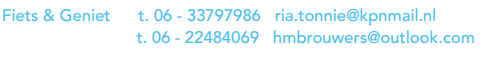 Fiets & Geniet t. 06 - 33797986 ria.tonnie@kpnmail.nl
t. 06 - 22484069 hmbrouwers@outlook.com